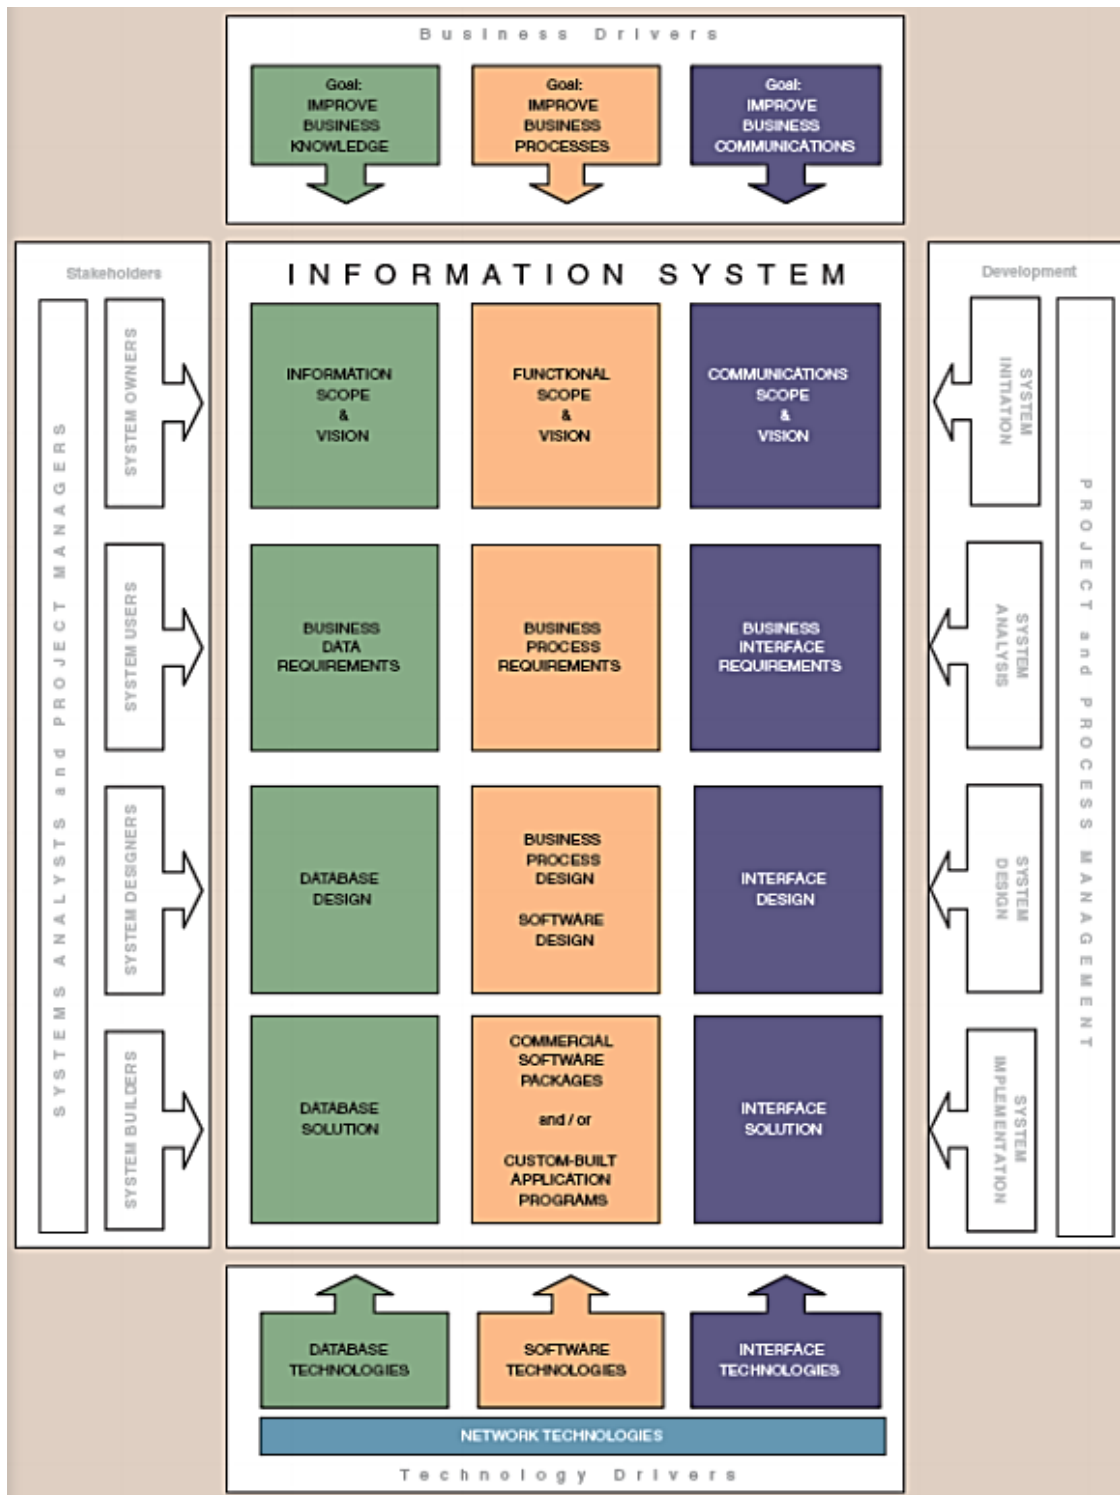 Business Drivers
Goal:
IMPROVE
BUSINESS
KNOWLEDGE
Goal:
IMPROVE
BUSINESS
PROCESSES
Goal:
IMPROVE
BUSINESS
COMMUNICATIONS
Stakeholders
SYSTEMS ANALYSTS and PROJECT MANAGERS
SYSTEM OWNERS
SYSTEM USERS
SYSTEM DESIGNERS
SYSTEM BUILDERS
INFORMATION SYSTEM
INFORMATION
SCOPE
&
VISION
FUNCTIONAL
SCOPE
&
VISION
COMMUNICATIONS
SCOPE
&
VISION
BUSINESS
DATA
REQUIREMENTS
BUSINESS
PROCESS
REQUIREMENTS
BUSINESS
INTERFACE
REQUIREMENTS
DATABASE
DESIGN
BUSINESS
PROCESS
DESIGN
SOFTWARE
DESIGN
INTERFACE
DESIGN
DATABASE
SOLUTION
COMMERCIAL
SOFTWARE
PACKAGES
and / or
CUSTOM-BUILT
APPLICATION
PROGRAMS
INTERFACE
SOLUTION
Development
SYSTEM
INITIATION
SYSTEM
ANALYSIS
SYSTEM
DESIGN
SYSTEM
IMPLEMENTATION
PROJECT and PROCESS MANAGEMENT
DATABASE
TECHNOLOGIES
SOFTWARE
TECHNOLOGIES
INTERFACE
TECHNOLOGIES
NETWORK TECHNOLOGIES
Technology Drivers